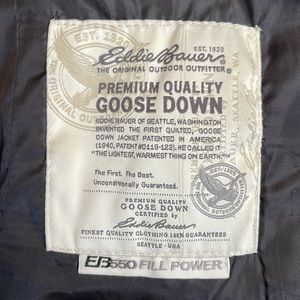 EST. 1920
Eddie Bauer
THE ORIGINAL OUTDOOR OUTFITTER
PREMIUM QUALITY
GOOSE DOWN
EDDIE BAUER OF SEATTLE, WASHINGTON
INVENTED THE FIRST QUILTED, GOOSE
DOWN JACKET PATENTED IN AMERICA
(1940, PATENT #D119-122). HE CALLED IT
"THE LIGHTEST, WARMEST THING ON EARTH."
The First. The Best.
Unconditionally Guaranteed.
PREMIUM QUALITY
GOOSE DOWN
CERTIFIED by
Eddie Bauer
FINEST QUALITY CLOTHING 100% GUARANTEED
SEATTLE - USA
EB650 FILL POWER